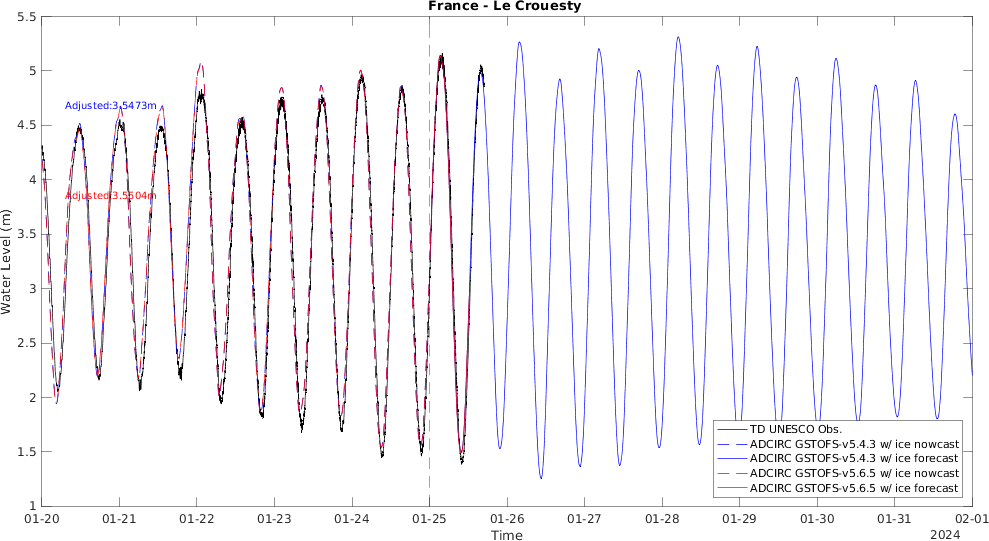 France - Le Crouesty
5.5
5
4.5
4
3.5
3
2.5
2
1.5
1
Water Level (m)
Adjusted:3.5473m
Adjusted:3.5504m
TD UNESCO Obs.
ADCIRC GSTOFS-v5.4.3 w/ ice nowcast
ADCIRC GSTOFS-v5.4.3 w/ ice forecast
ADCIRC GSTOFS-v5.6.5 w/ ice nowcast
ADCIRC GSTOFS-v5.6.5 w/ ice forecast
01-20 01-21 01-22 01-23 01-24 01-25 01-26 01-27 01-28 01-29 01-30 01-31 02-01
Time
2024